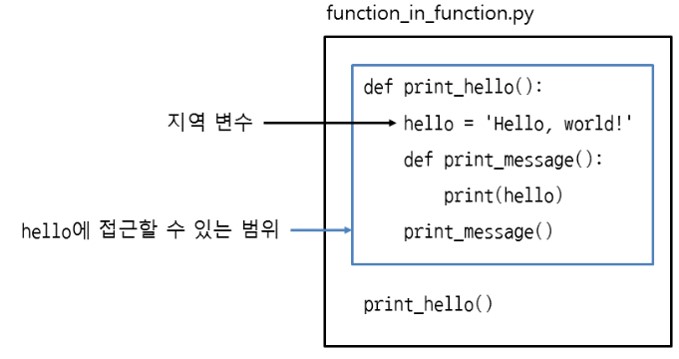 function_in_function.py
def print_hello():
지역 변수
hello = 'Hello, world!'
def print_message():
print(hello)
hello에 접근할 수 있는 범위
print_message()
print_hello()